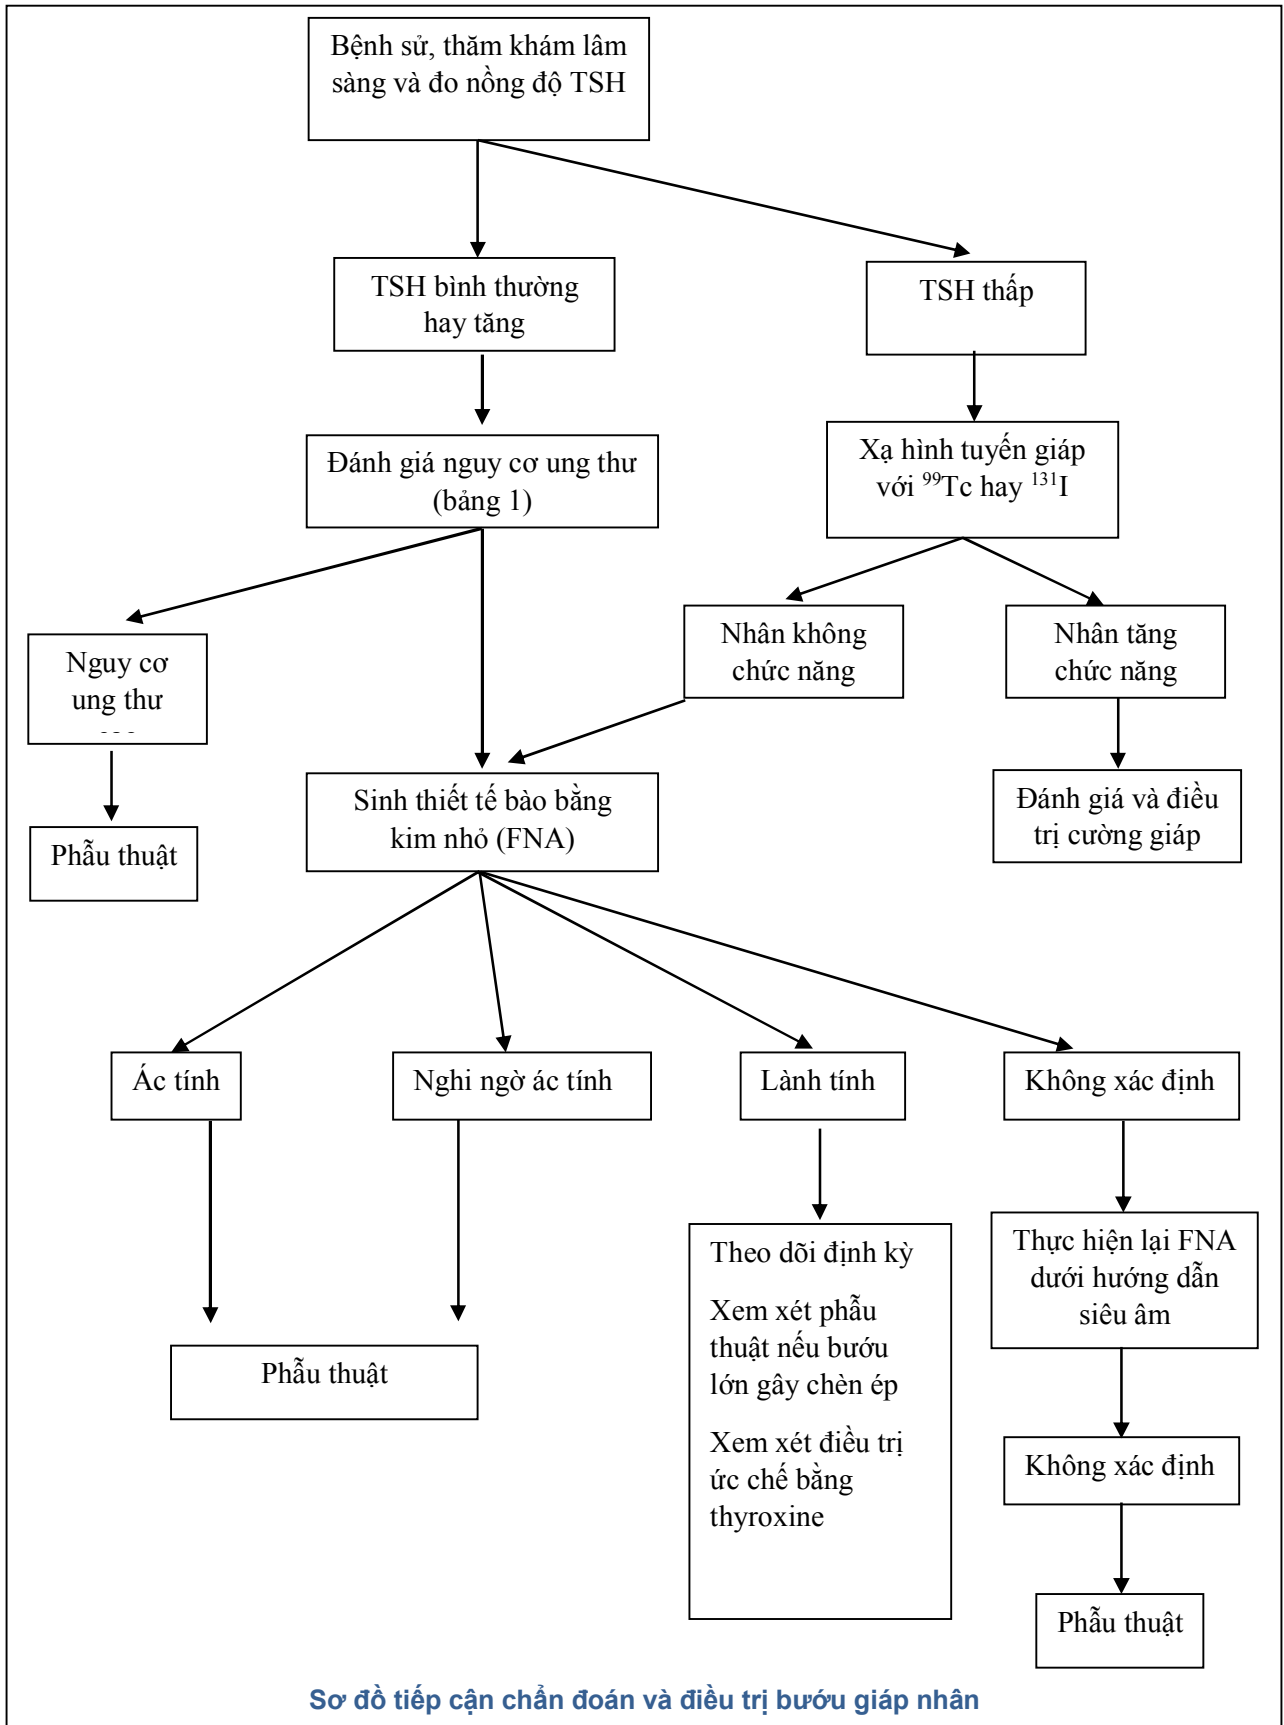 Bệnh sử, thăm khám lâm
sàng và đo nồng độ TSH
TSH bình thường
hay tăng
TSH thấp
Đánh giá nguy cơ ung thư
(bảng 1)
Xạ hình tuyến giáp
với ⁹⁹Tc hay ¹³¹I
Nguy cơ
ung thư
Nhân không
chức năng
Nhân tăng
chức năng
Phẫu thuật
Sinh thiết tế bào bằng
kim nhỏ (FNA)
Đánh giá và điều
trị cường giáp
Ác tính
Nghi ngờ ác tính
Lành tính
Không xác định
Phẫu thuật
Theo dõi định kỳ
Xem xét phẫu
thuật nếu bướu
lớn gây chèn ép
Xem xét điều trị
ức chế bằng
thyroxine
Thực hiện lại FNA
dưới hướng dẫn
siêu âm
Không xác định
Phẫu thuật
Sơ đồ tiếp cận chẩn đoán và điều trị bướu giáp nhân